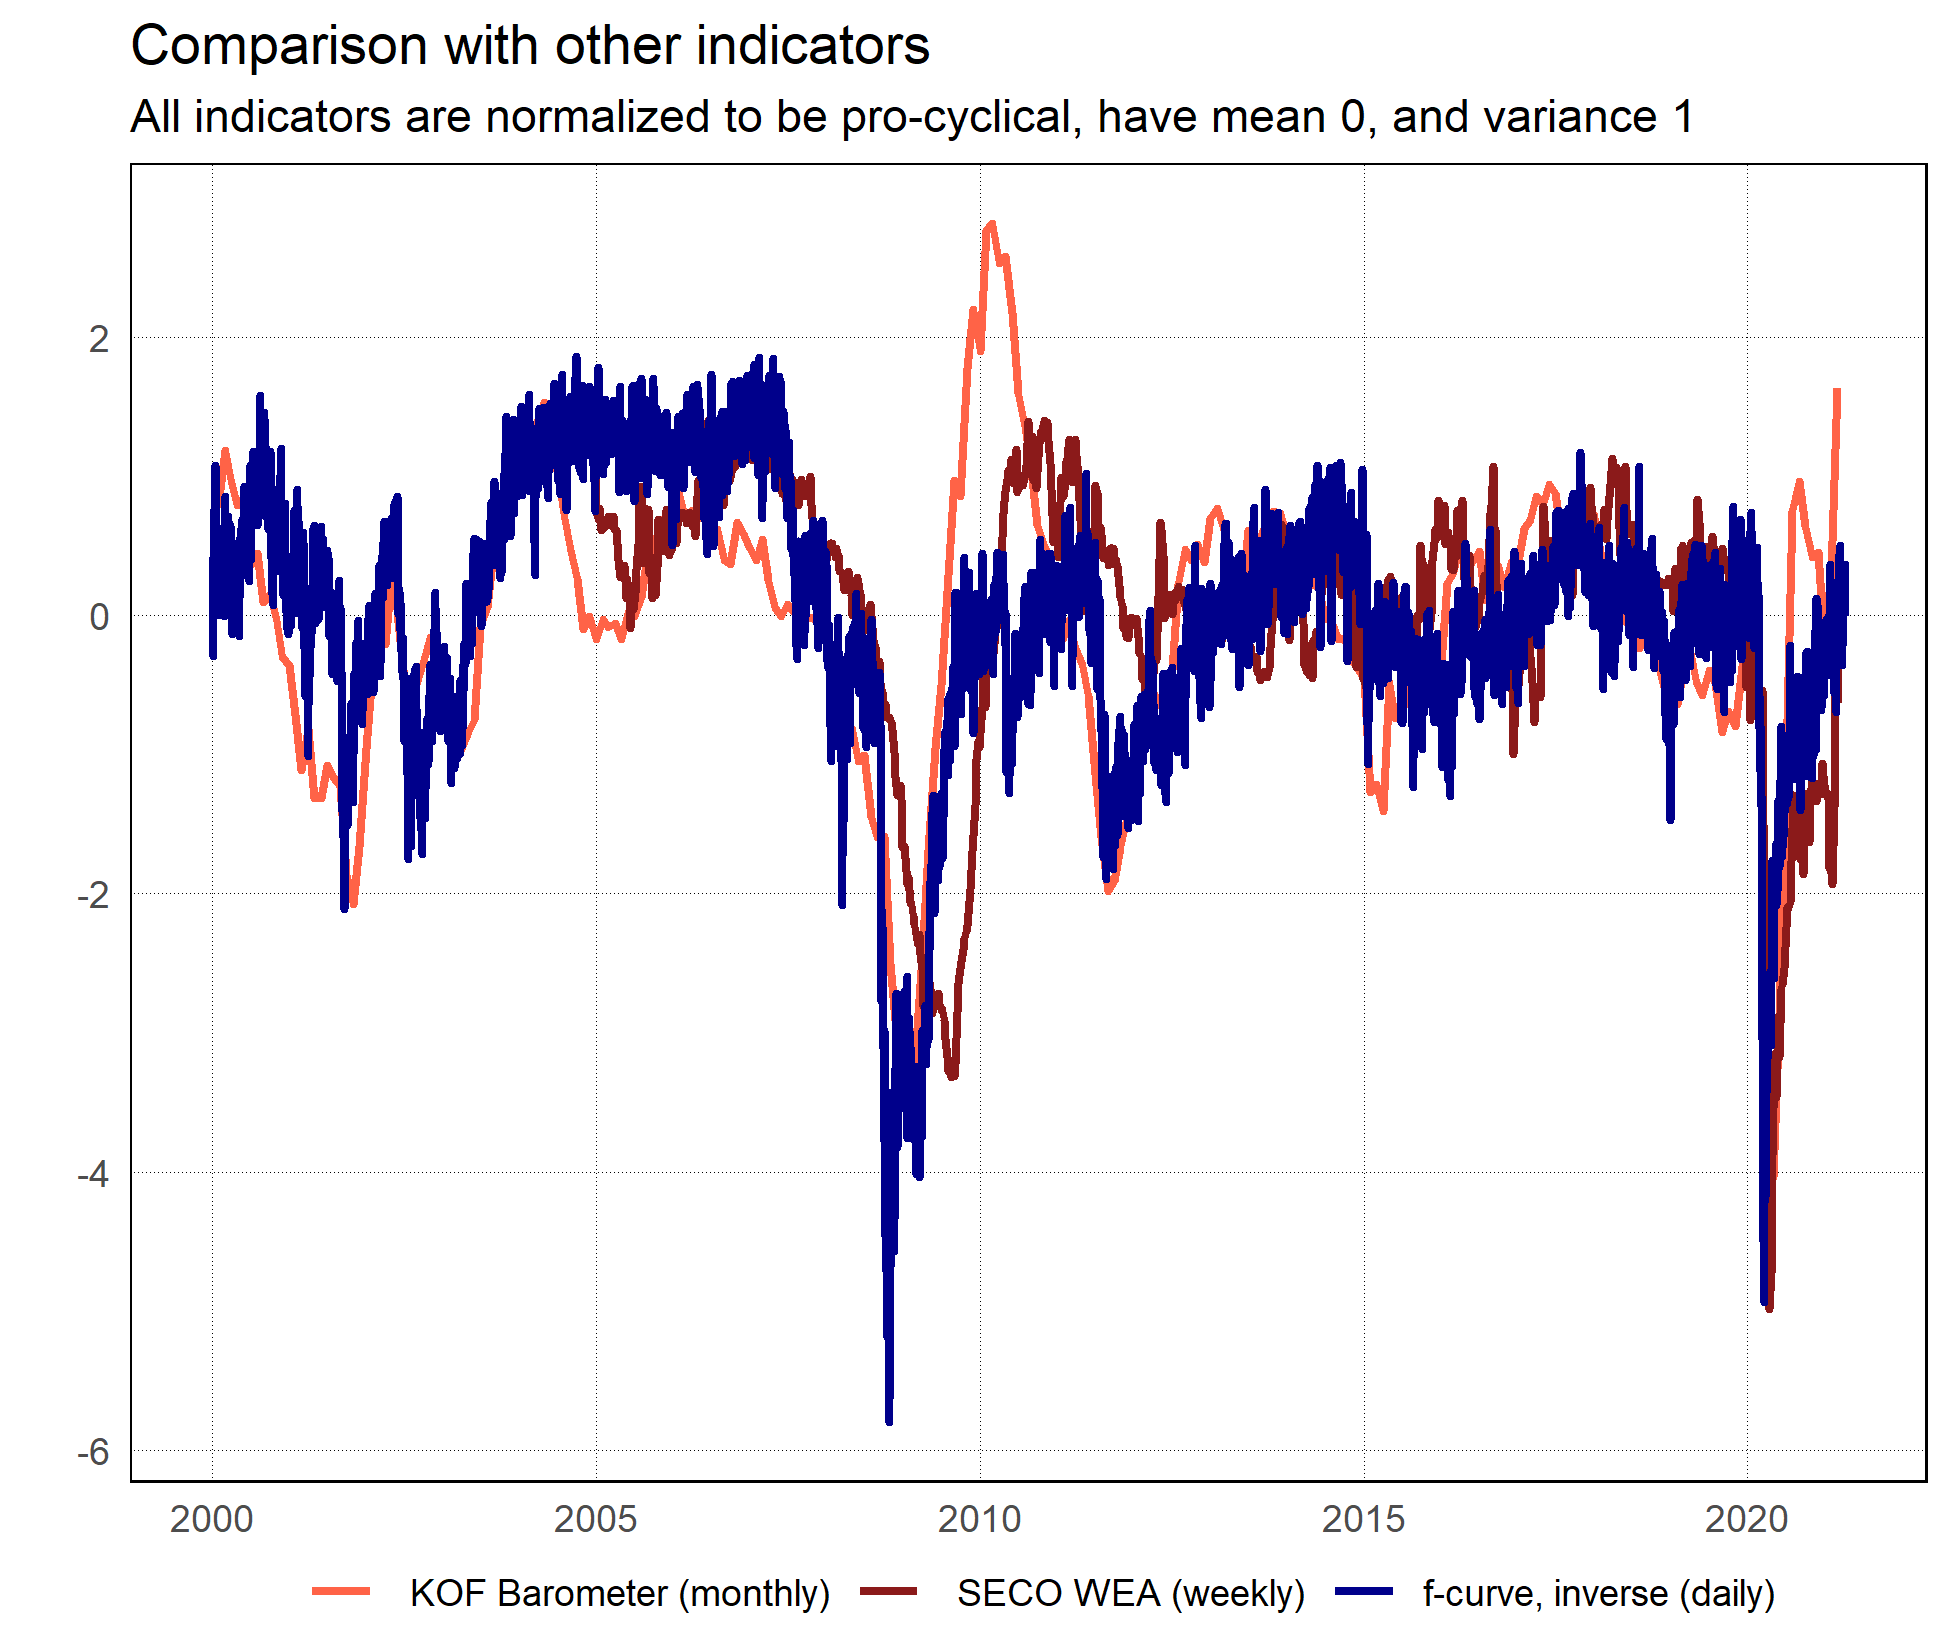 Comparison with other indicators
All indicators are normalized to be pro-cyclical, have mean 0, and variance 1
2
0
-2
-4
-6
2000 2005 2010 2015 2020
KOF Barometer (monthly) SECO WEA (weekly) f-curve, inverse (daily)